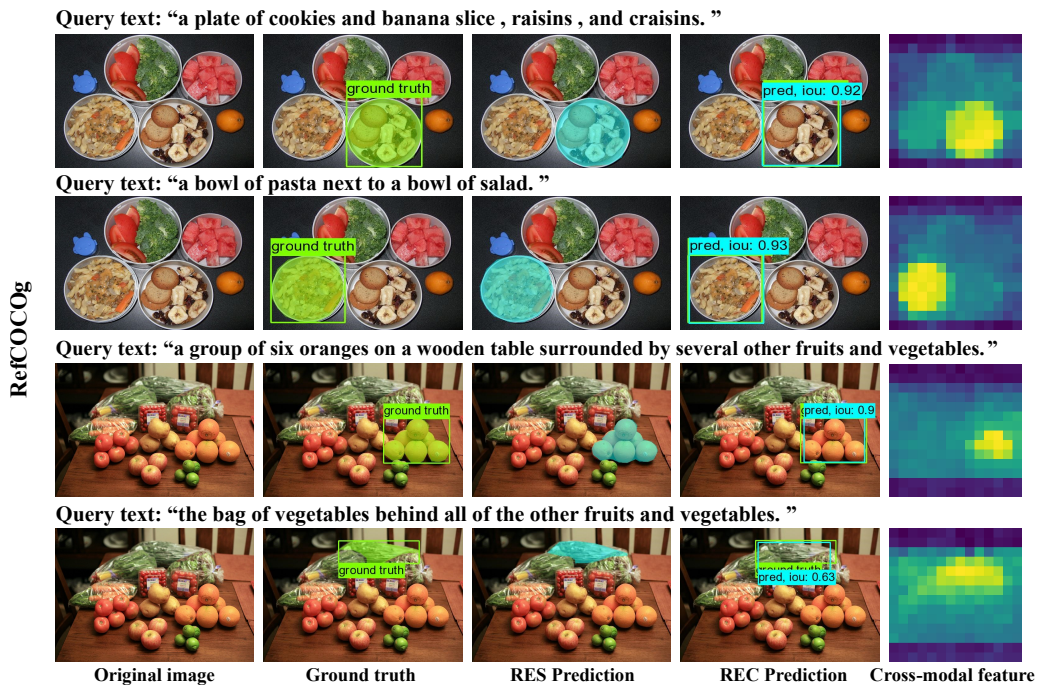 Query text: “a plate of cookies and banana slice , raisins , and craisins. ”
ground truth
pred, iou: 0.92
Query text: “a bowl of pasta next to a bowl of salad. ”
ground truth
pred, iou: 0.93
RefCOCOg
Query text: “a group of six oranges on a wooden table surrounded by several other fruits and vegetables.”
ground truth
pred, iou: 0.9
Query text: “the bag of vegetables behind all of the other fruits and vegetables. ”
ground truth
ground truth
pred, iou: 0.63
Original image
Ground truth
RES Prediction
REC Prediction
Cross-modal feature